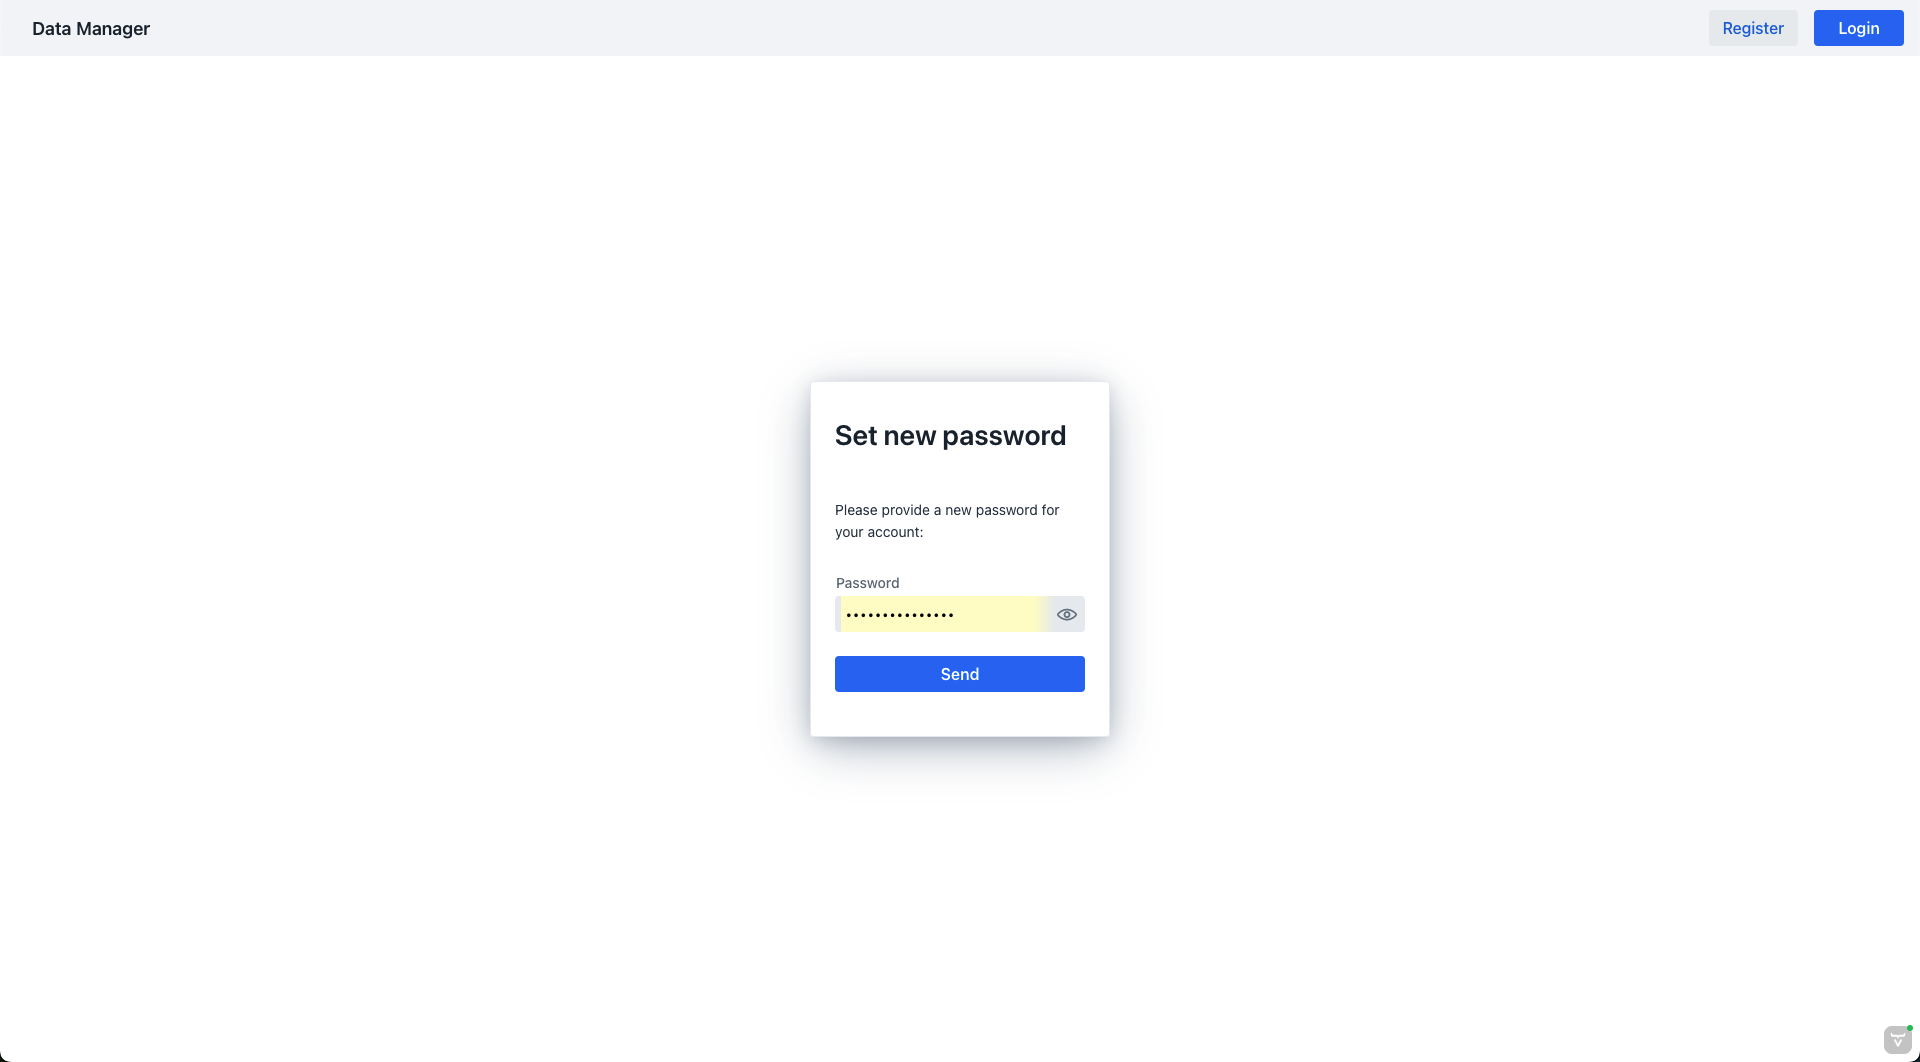 Data Manager
Register
Login
Set new password
Please provide a new password for
your account:
Password
•••••••••••••••
Send